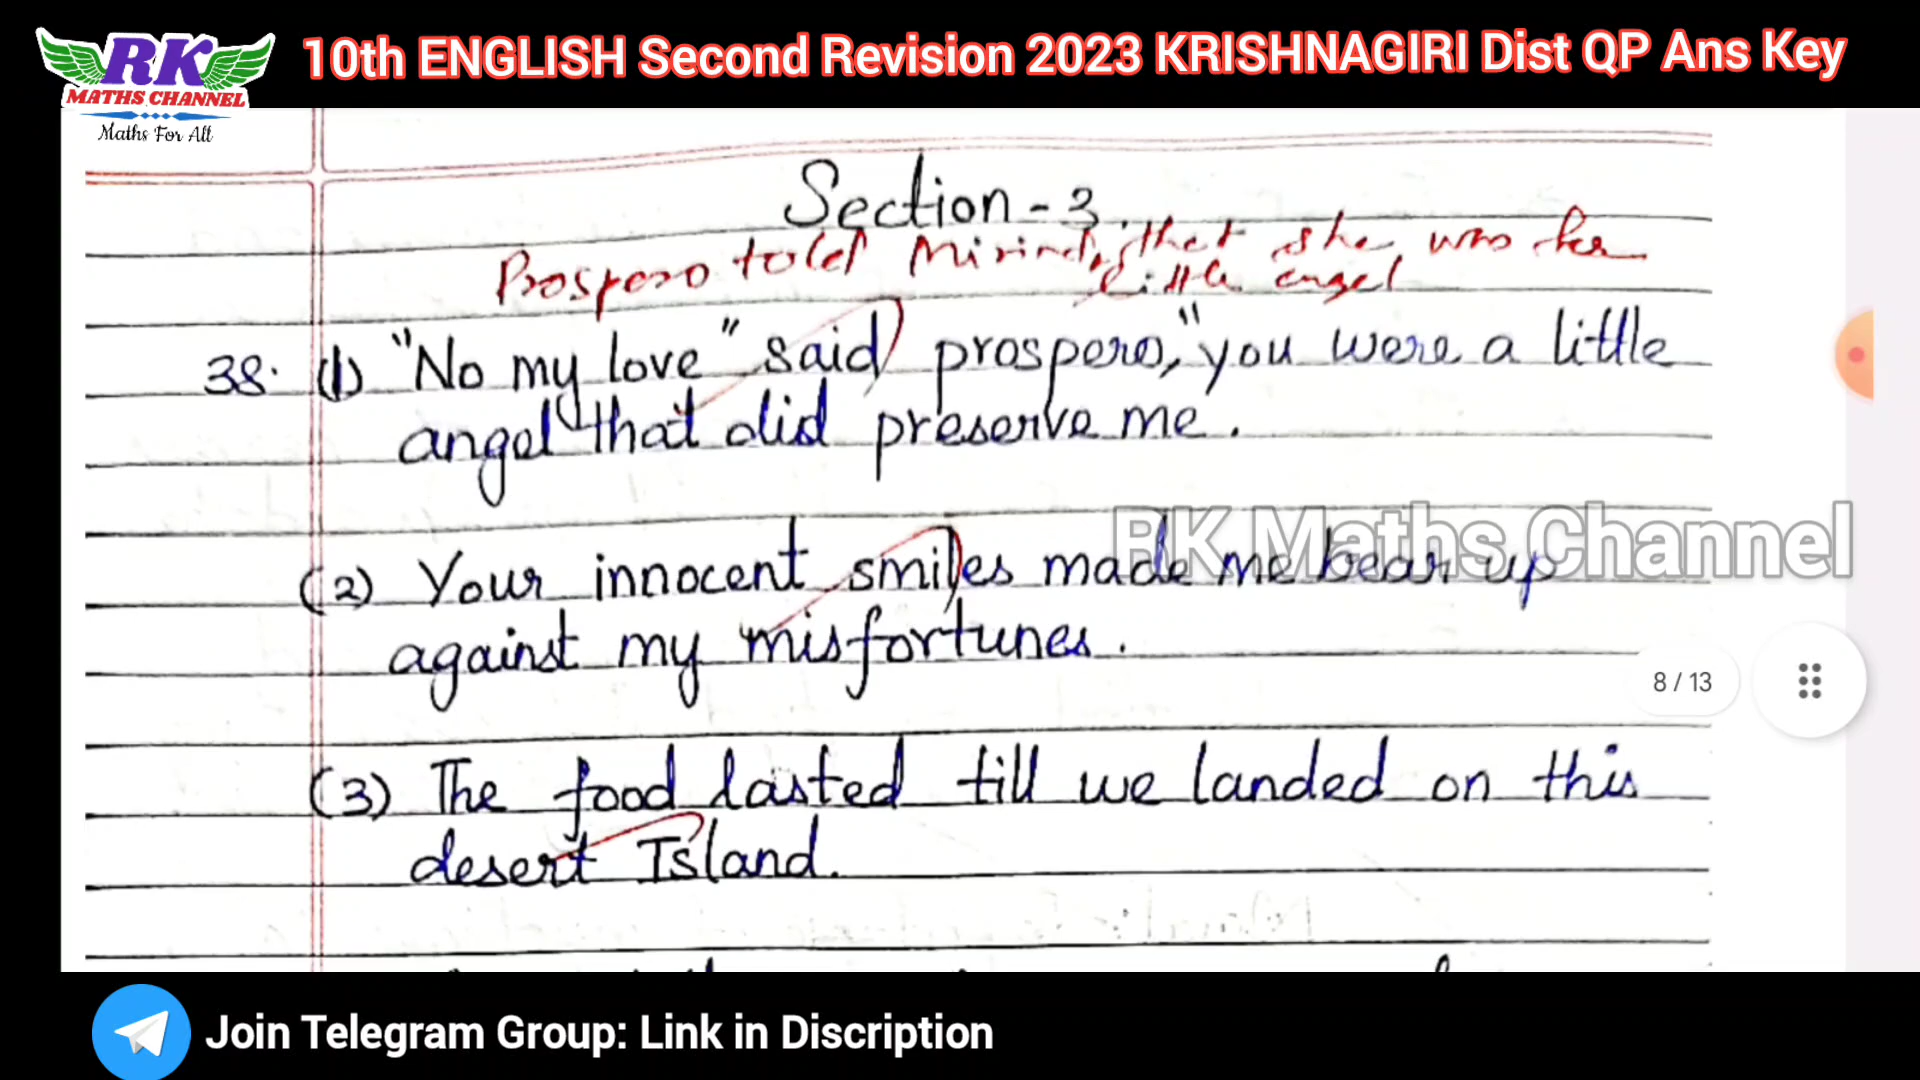 RK
MATHS CHANNEL
Maths For All
10th ENGLISH Second Revision 2023 KRISHNAGIRI Dist QP Ans Key
Section - 3.
Prospero told Mirinda, that she was her
little angel
38. (1) "No my love" said prospero, "you were a little
angel that did preserve me.
RK Maths Channel
(2) Your innocent smiles made me bear up
against my misfortunes.
8 / 13
(3) The food lasted till we landed on this
desert Island.
Join Telegram Group: Link in Discription